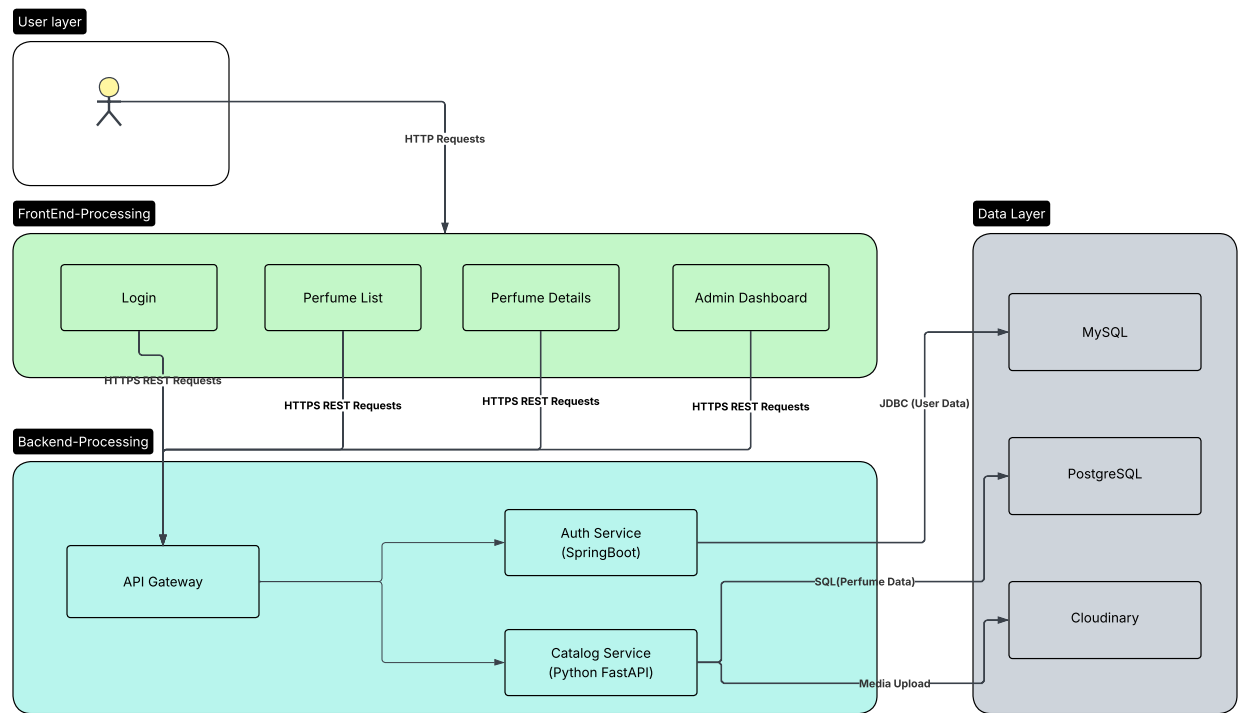 User layer
HTTP Requests
FrontEnd-Processing
Data Layer
Login
Perfume List
Perfume Details
Admin Dashboard
MySQL
HTTPS REST Requests
HTTPS REST Requests
HTTPS REST Requests
HTTPS REST Requests
JDBC (User Data)
Backend-Processing
PostgreSQL
Auth Service
(SpringBoot)
API Gateway
SQL(Perfume Data)
Cloudinary
Catalog Service
(Python FastAPI)
Media Upload